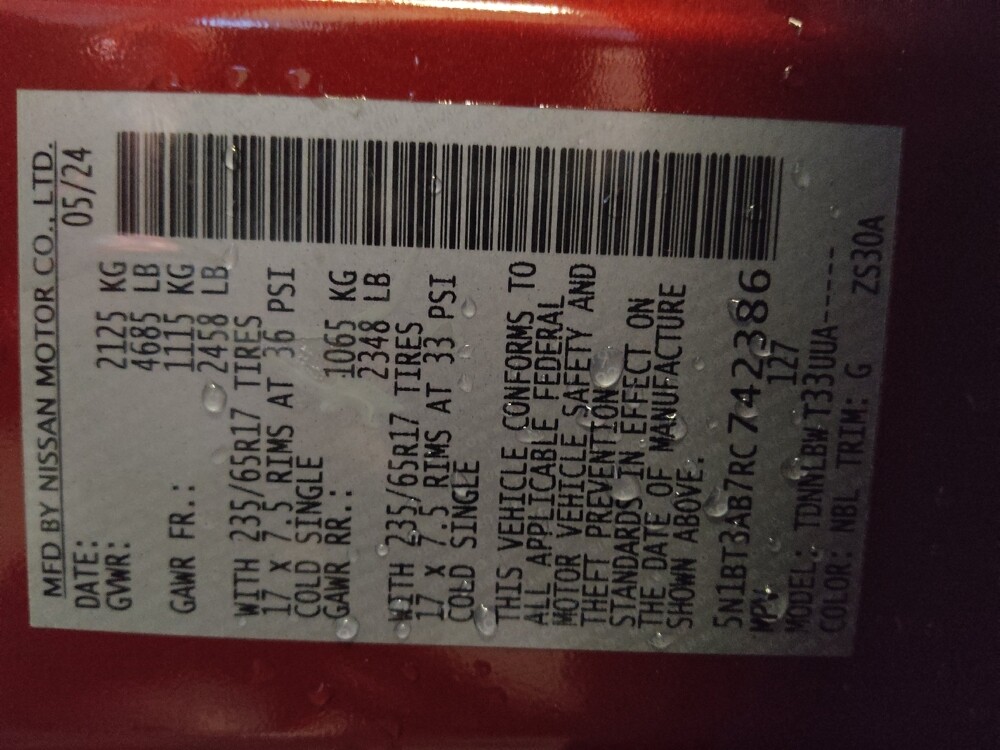 MFD BY NISSAN MOTOR CO., LTD.
DATE: 05/24
GVWR: 2125 KG
4685 LB
GAWR FR.: 1115 KG
2458 LB
WITH 235/65R17 TIRES
17 X 7.5 RIMS AT 36 PSI
COLD SINGLE
GAWR RR.: 1065 KG
2348 LB
WITH 235/65R17 TIRES
17 X 7.5 RIMS AT 33 PSI
COLD SINGLE
THIS VEHICLE CONFORMS TO
ALL APPLICABLE FEDERAL
MOTOR VEHICLE SAFETY AND
THEFT PREVENTION
STANDARDS IN EFFECT ON
THE DATE OF MANUFACTURE
SHOWN ABOVE.
5N1BT3AB7RC742386
MPV 127
MODEL: TDNNLBW-T33UUA-----
COLOR: NBL TRIM: G ZS30A